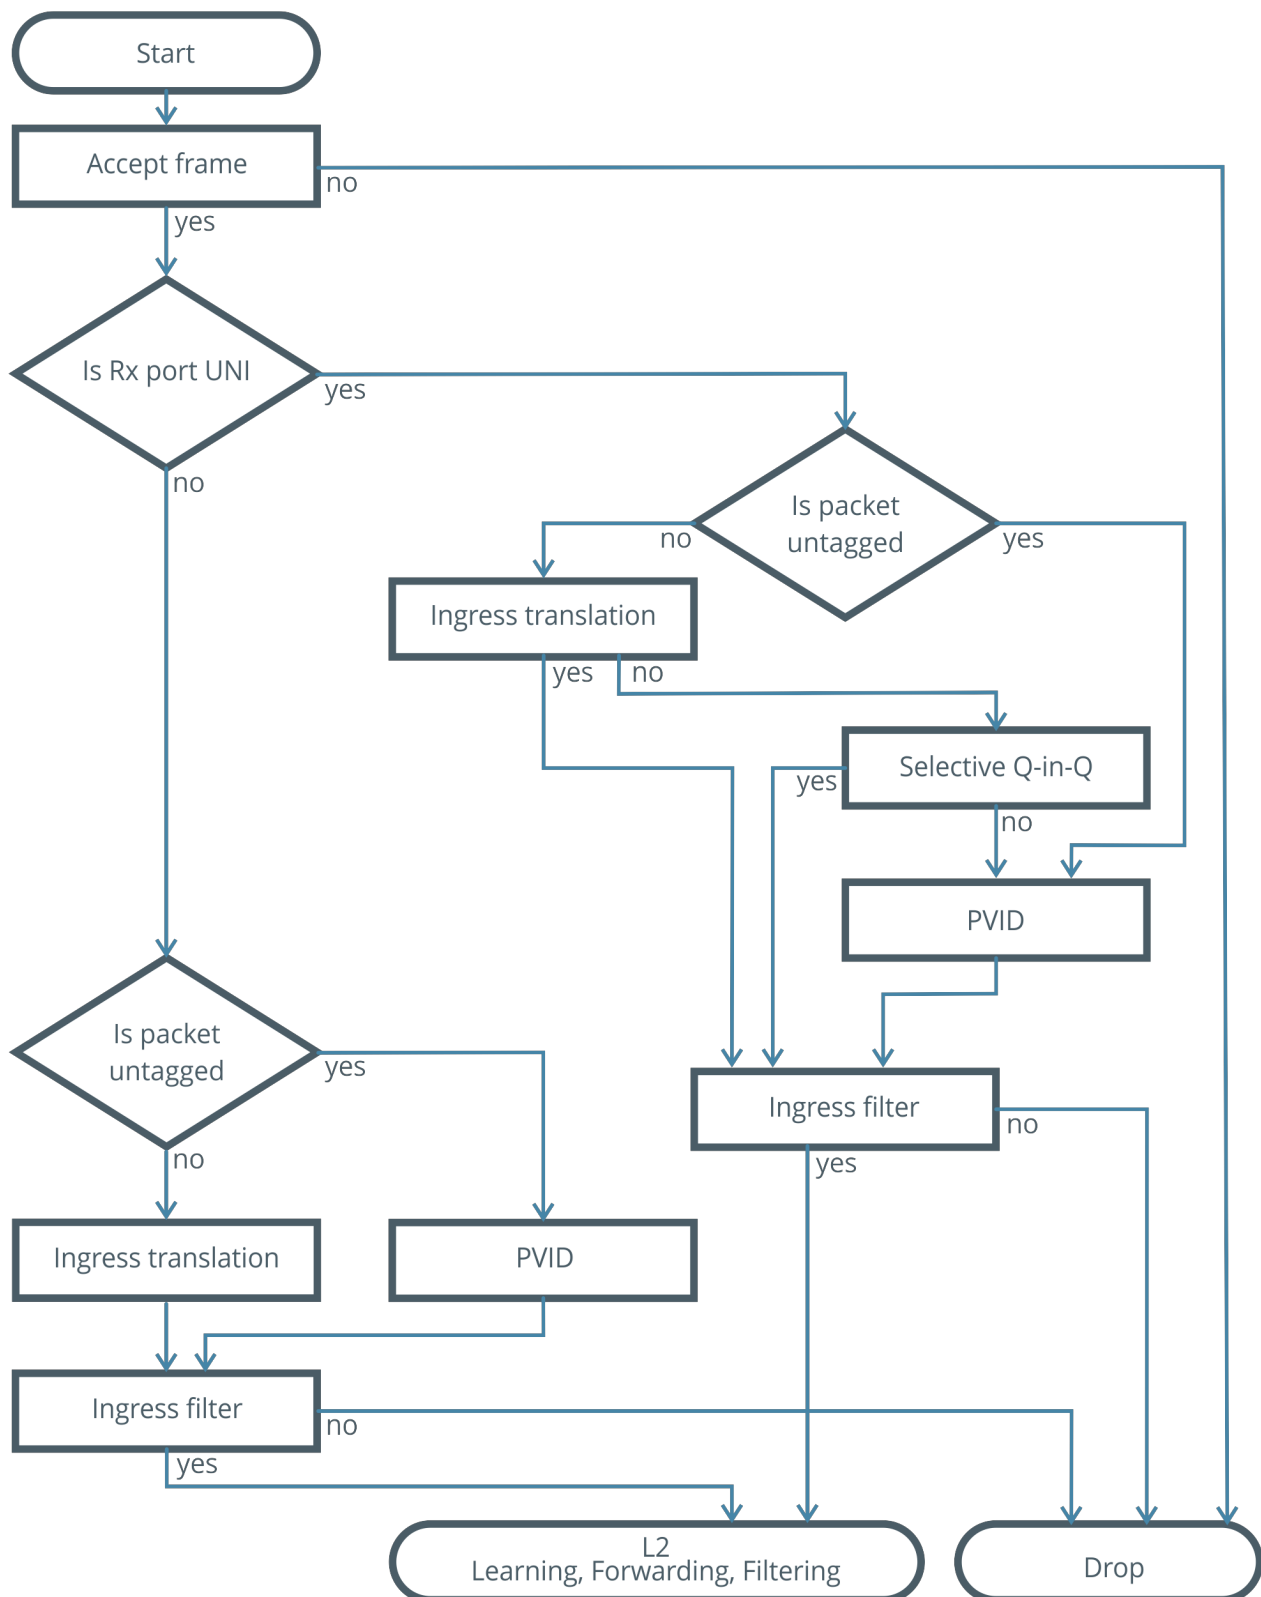 Start
Accept frame
no
yes
Is Rx port UNI
yes
no
Is packet
untagged
no
yes
Ingress translation
yes
no
Selective Q-in-Q
yes
no
PVID
Is packet
untagged
yes
no
Ingress filter
no
yes
Ingress translation
PVID
Ingress filter
no
yes
L2
Learning, Forwarding, Filtering
Drop